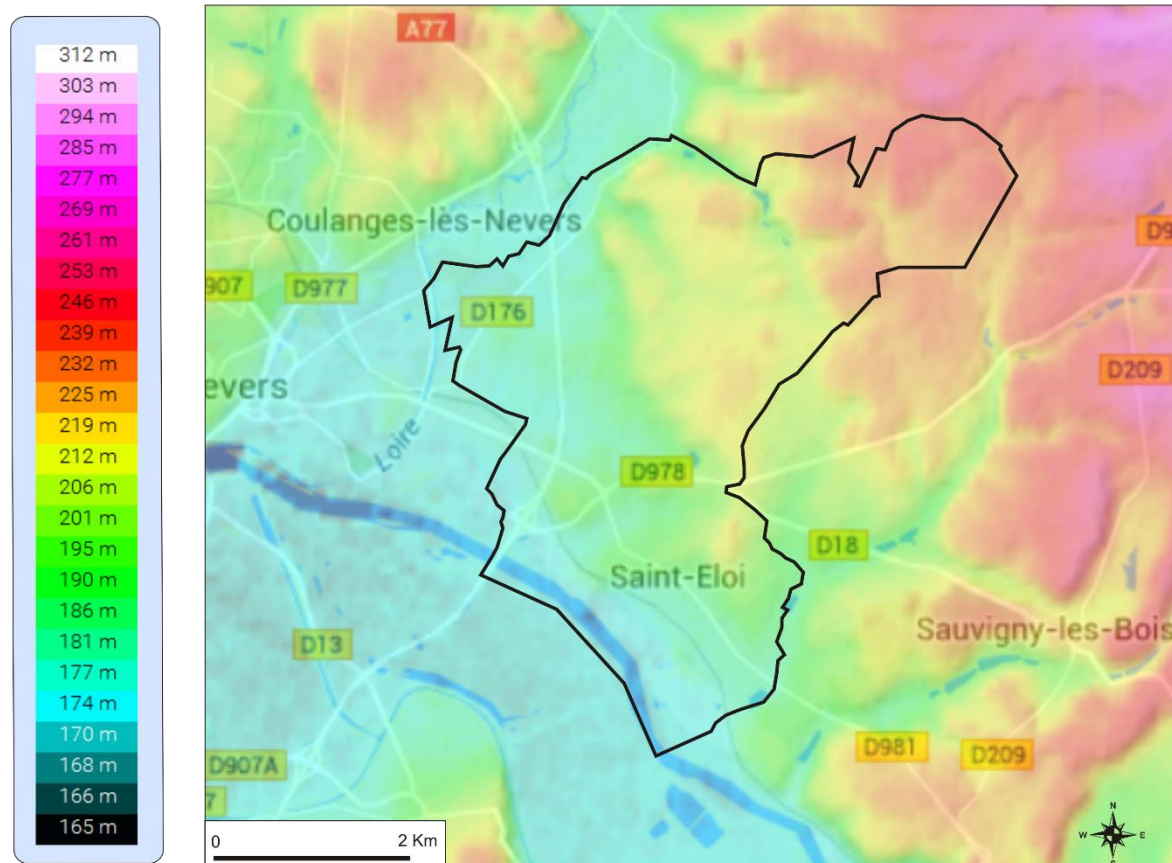 312 m
303 m
294 m
285 m
277 m
269 m
261 m
253 m
246 m
239 m
232 m
225 m
219 m
212 m
206 m
201 m
195 m
190 m
186 m
181 m
177 m
174 m
170 m
168 m
166 m
165 m
A77
Coulanges-lès-Nevers
D9
907
D977
D176
D209
evers
Loire
D978
D18
Saint-Eloi
Sauvigny-les-Bois
D13
D981
D209
D907A
7
0 2 Km
N
W E